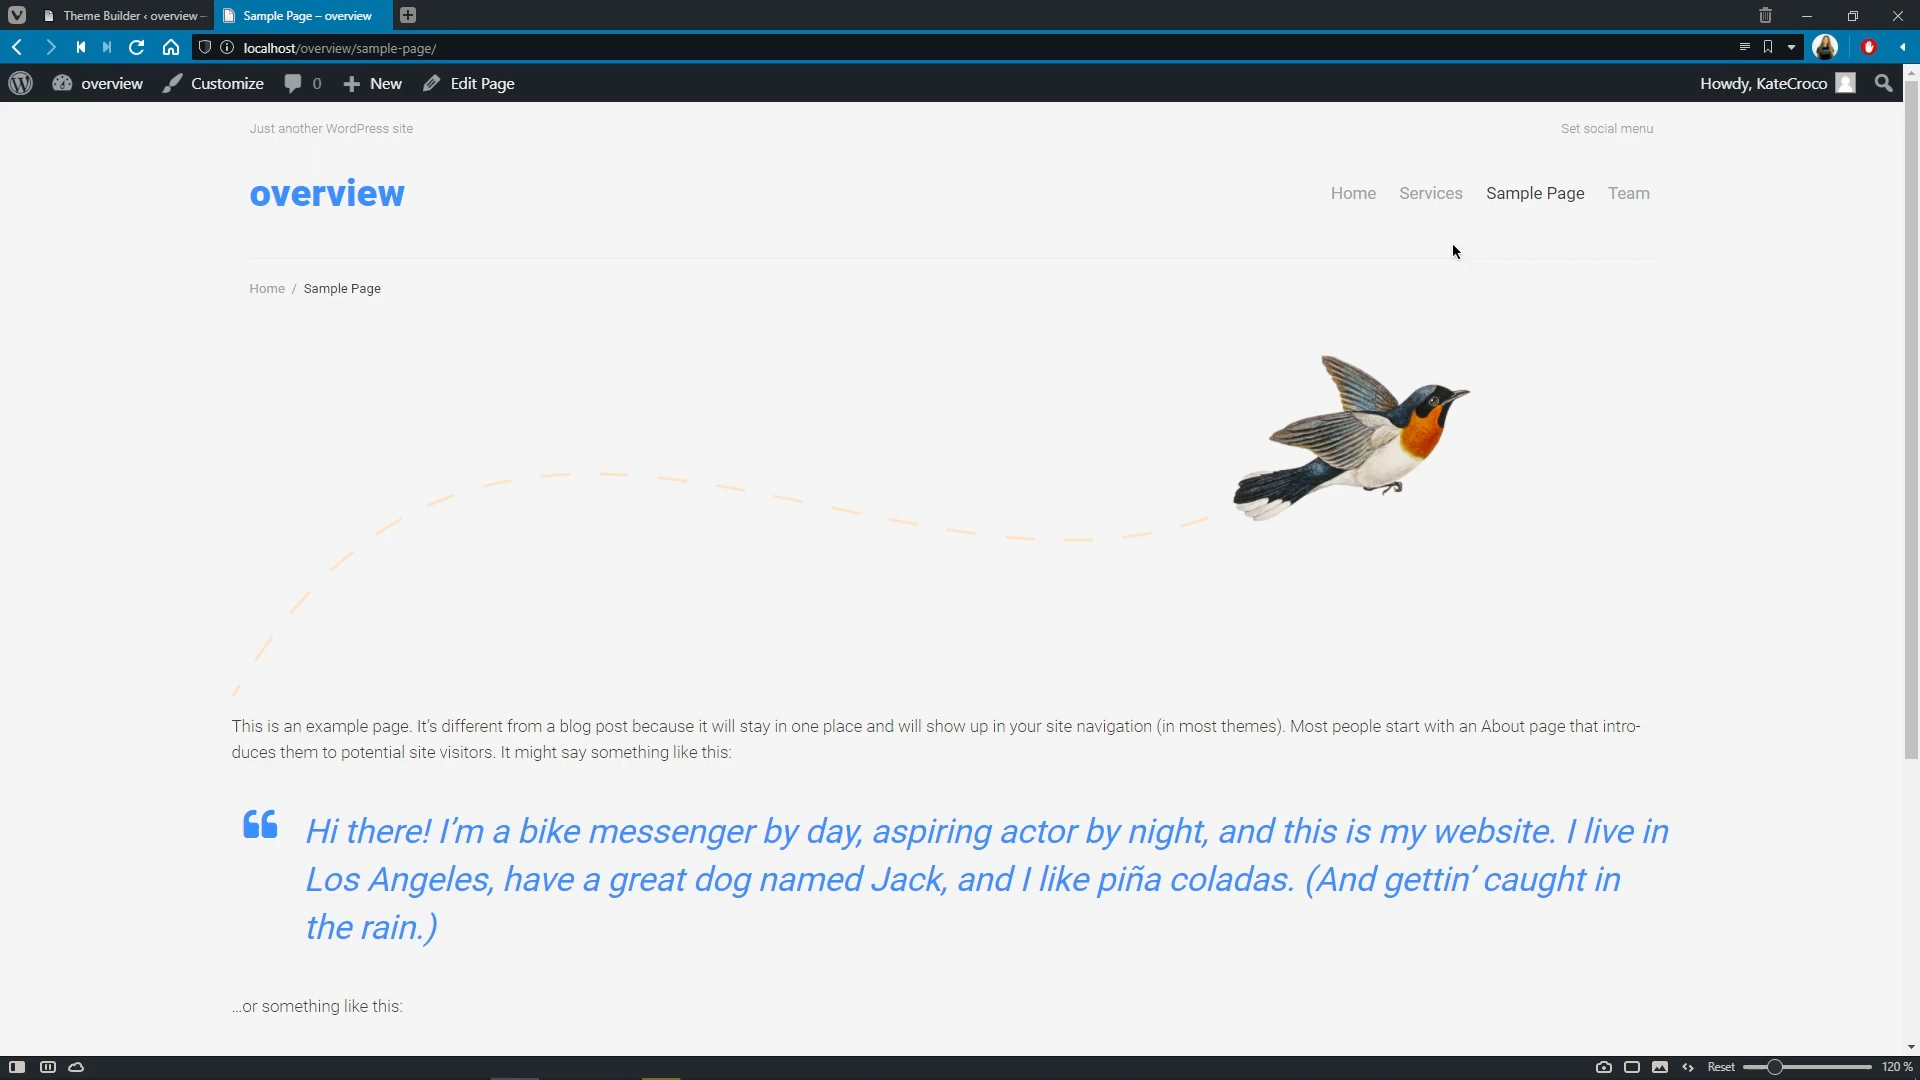 Theme Builder ‹ overview –
Sample Page – overview
localhost/overview/sample-page/
overview
Customize
0
New
Edit Page
Howdy, KateCroco
Just another WordPress site
Set social menu
overview
Home
Services
Sample Page
Team
Home / Sample Page
This is an example page. It’s different from a blog post because it will stay in one place and will show up in your site navigation (in most themes). Most people start with an About page that intro-
duces them to potential site visitors. It might say something like this:
Hi there! I’m a bike messenger by day, aspiring actor by night, and this is my website. I live in
Los Angeles, have a great dog named Jack, and I like piña coladas. (And gettin’ caught in
the rain.)
…or something like this:
Reset
120 %